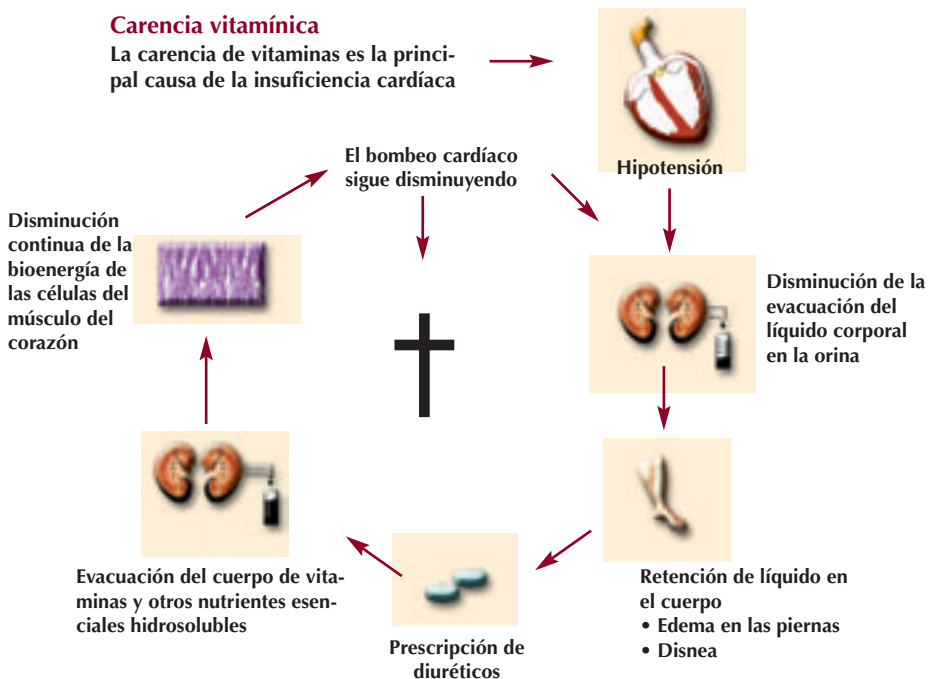 Carencia vitamínica
La carencia de vitaminas es la princi-
pal causa de la insuficiencia cardíaca
Hipotensión
El bombeo cardíaco
sigue disminuyendo
Disminución de la
evacuación del
líquido corporal
en la orina
Retención de líquido en
el cuerpo
• Edema en las piernas
• Disnea
Prescripción de
diuréticos
Evacuación del cuerpo de vita-
minas y otros nutrientes esen-
ciales hidrosolubles
Disminución
continua de la
bioenergía de
las células del
músculo del
corazón